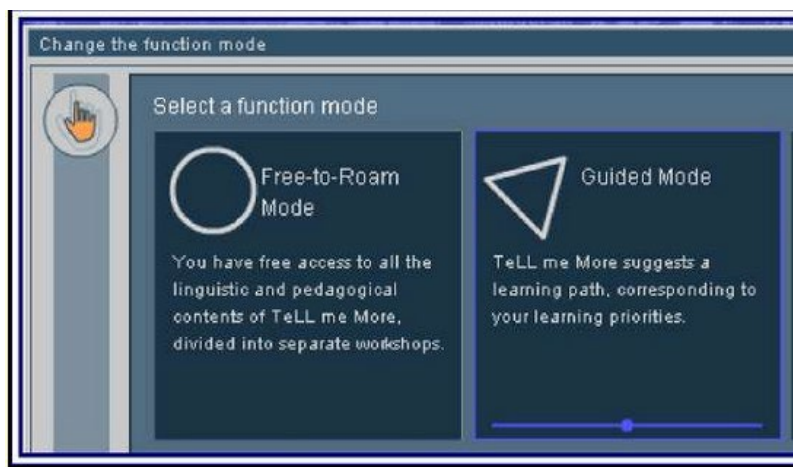 Change the function mode
Select a function mode
Free-to-Roam
Mode
You have free access to all the
linguistic and pedagogical
contents of TeLL me More,
divided into separate workshops.
Guided Mode
TeLL me More suggests a
learning path, corresponding to
your learning priorities.